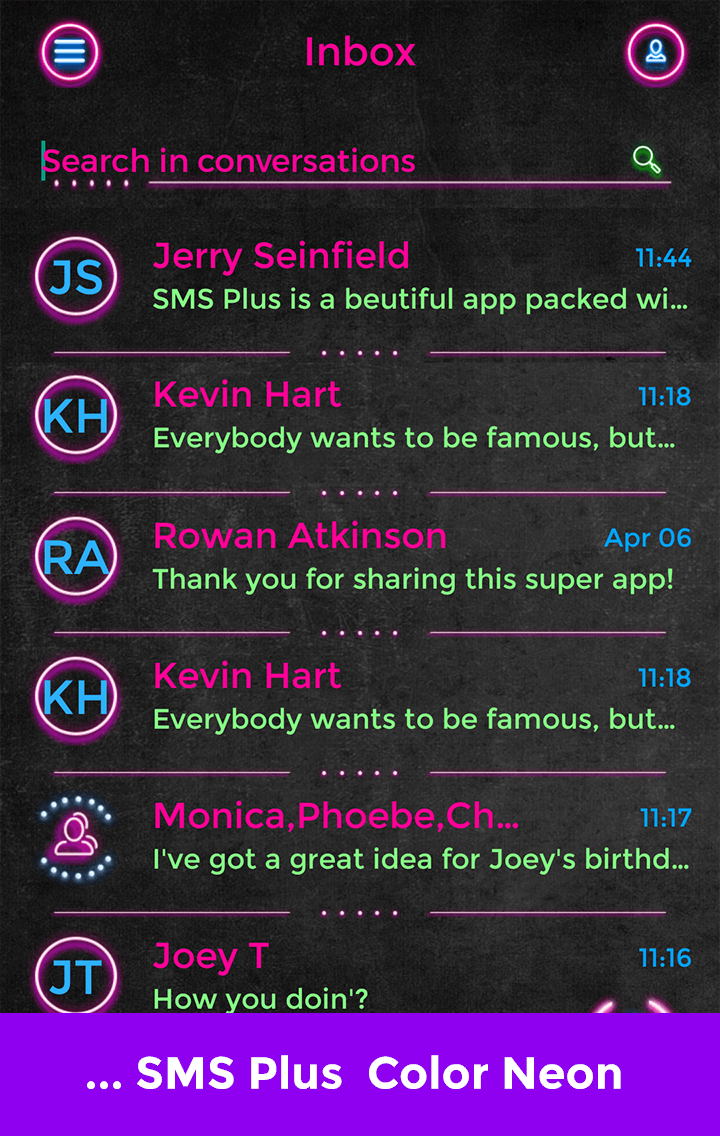 Inbox
Search in conversations
JS
Jerry Seinfield
11:44
SMS Plus is a beutiful app packed wi...
KH
Kevin Hart
11:18
Everybody wants to be famous, but...
RA
Rowan Atkinson
Apr 06
Thank you for sharing this super app!
KH
Kevin Hart
11:18
Everybody wants to be famous, but...
Monica,Phoebe,Ch...
11:17
I've got a great idea for Joey's birthd...
JT
Joey T
11:16
How you doin'?
... SMS Plus  Color Neon